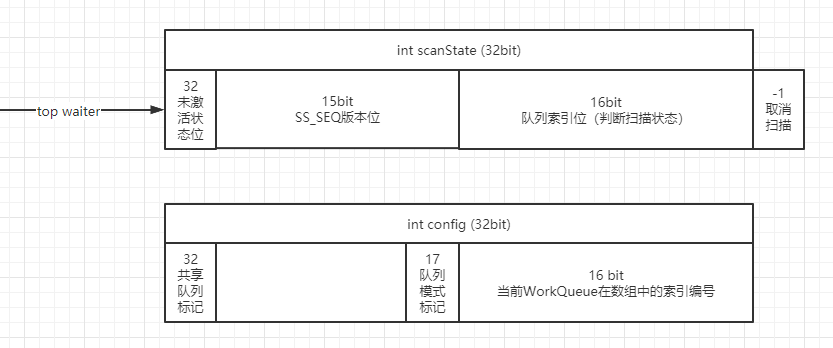 int scanState (32bit)
top waiter
32
未激
活状
态位
15bit
SS_SEQ版本位
16bit
队列索引位（判断扫描状态）
-1
取消
扫描
int config (32bit)
32
共享
队列
标记
17
队列
模式
标记
16 bit
当前WorkQueue在数组中的索引编号